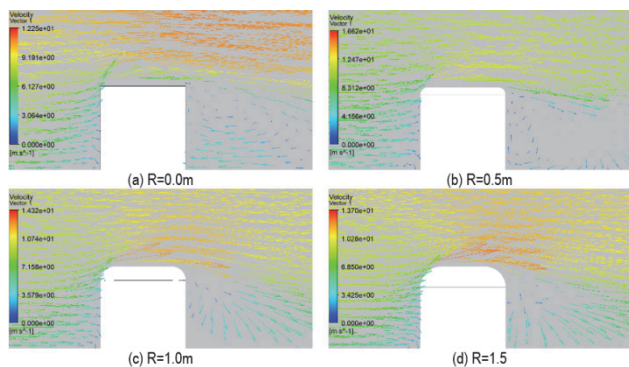 Velocity
Vector 1
1.225e+01
9.191e+00
6.127e+00
3.064e+00
0.000e+00
[m s^-1]
(a) R=0.0m
Velocity
Vector 1
1.662e+01
1.247e+01
8.312e+00
4.156e+00
0.000e+00
[m s^-1]
(b) R=0.5m
Velocity
Vector 1
1.432e+01
1.074e+01
7.158e+00
3.579e+00
0.000e+00
[m s^-1]
(c) R=1.0m
Velocity
Vector 1
1.370e+01
1.028e+01
6.850e+00
3.425e+00
0.000e+00
[m s^-1]
(d) R=1.5